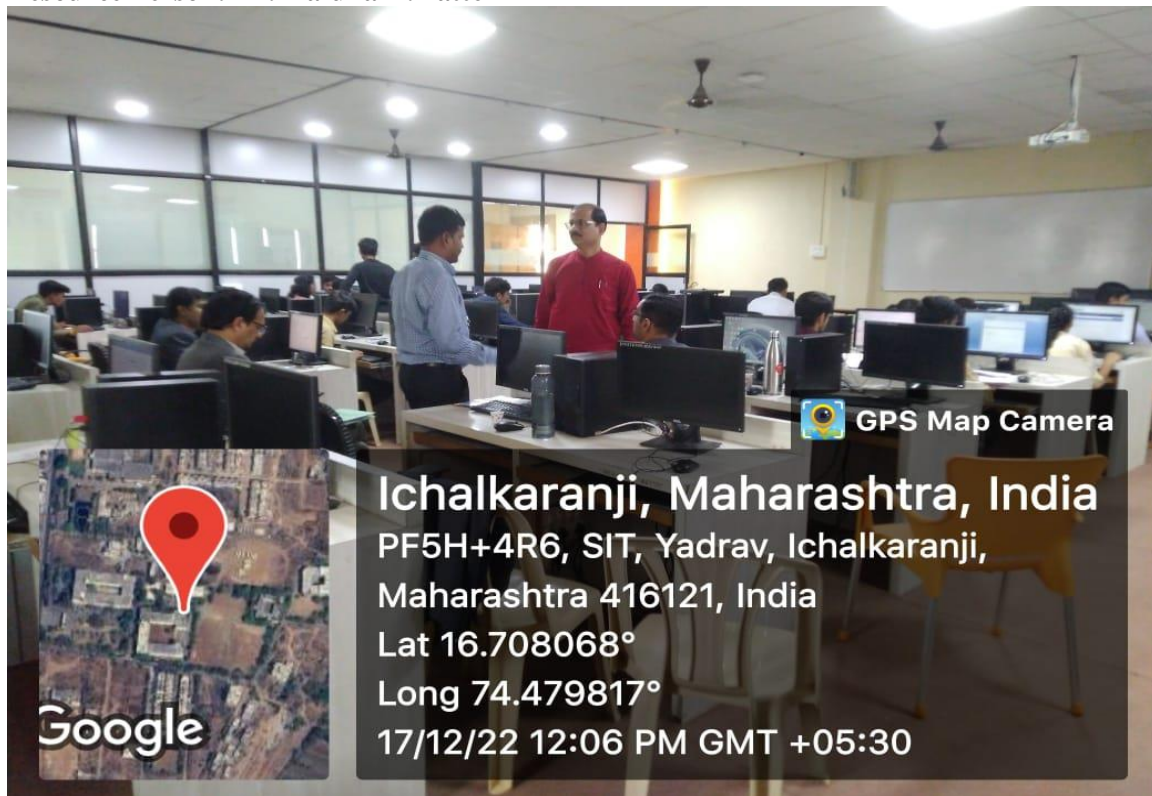 GPS Map Camera
Ichalkaranji, Maharashtra, India
PF5H+4R6, SIT, Yadrav, Ichalkaranji,
Maharashtra 416121, India
Lat 16.708068°
Long 74.479817°
17/12/22 12:06 PM GMT +05:30
Google